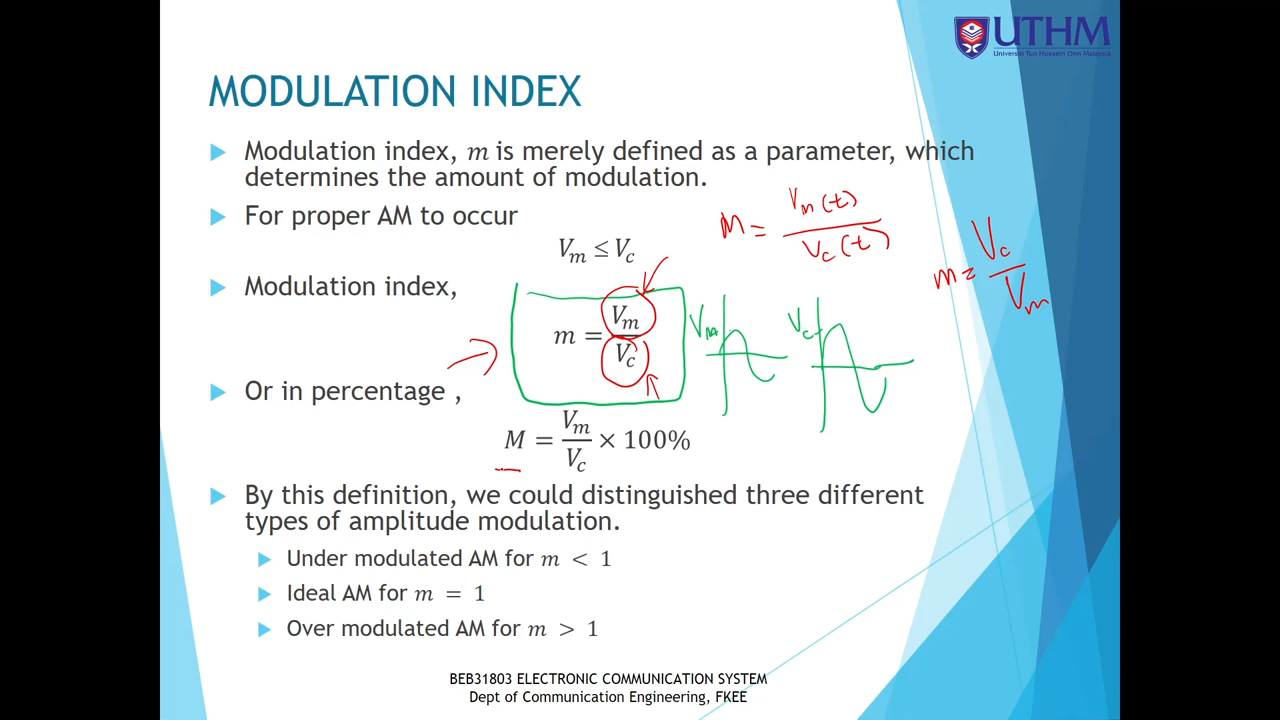 UTHM
Universiti Tun Hussein Onn Malaysia
MODULATION INDEX
Modulation index, m is merely defined as a parameter, which
determines the amount of modulation.
For proper AM to occur
Vm ≤ Vc
M = Vm(t) / Vc(t)
m = Vc / Vm
Modulation index,
m = Vm / Vc
Vm
Vc
Or in percentage ,
M = Vm / Vc × 100%
By this definition, we could distinguished three different
types of amplitude modulation.
Under modulated AM for m < 1
Ideal AM for m = 1
Over modulated AM for m > 1
BEB31803 ELECTRONIC COMMUNICATION SYSTEM
Dept of Communication Engineering, FKEE